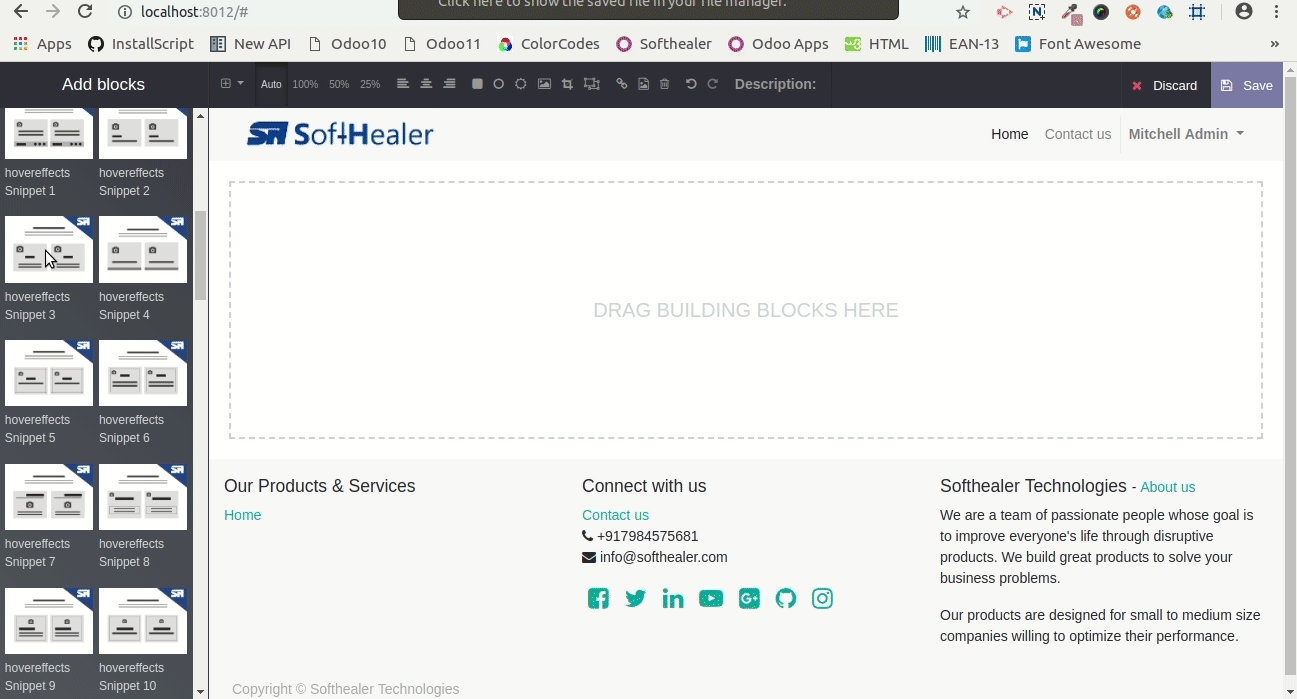 Click here to show the saved file in your file manager.
localhost:8012/#
Apps InstallScript New API Odoo10 Odoo11 ColorCodes Softhealer Odoo Apps HTML EAN-13 Font Awesome »
Add blocks Auto 100% 50% 25% Description: Discard Save
SoftHealer Home Contact us Mitchell Admin
hovereffects Snippet 1
hovereffects Snippet 2
hovereffects Snippet 3
hovereffects Snippet 4
hovereffects Snippet 5
hovereffects Snippet 6
hovereffects Snippet 7
hovereffects Snippet 8
hovereffects Snippet 9
hovereffects Snippet 10
DRAG BUILDING BLOCKS HERE
Our Products & Services
Home
Connect with us
Contact us
+917984575681
info@softhealer.com
Softhealer Technologies - About us
We are a team of passionate people whose goal is
to improve everyone's life through disruptive
products. We build great products to solve your
business problems.
Our products are designed for small to medium size
companies willing to optimize their performance.
Copyright © Softhealer Technologies